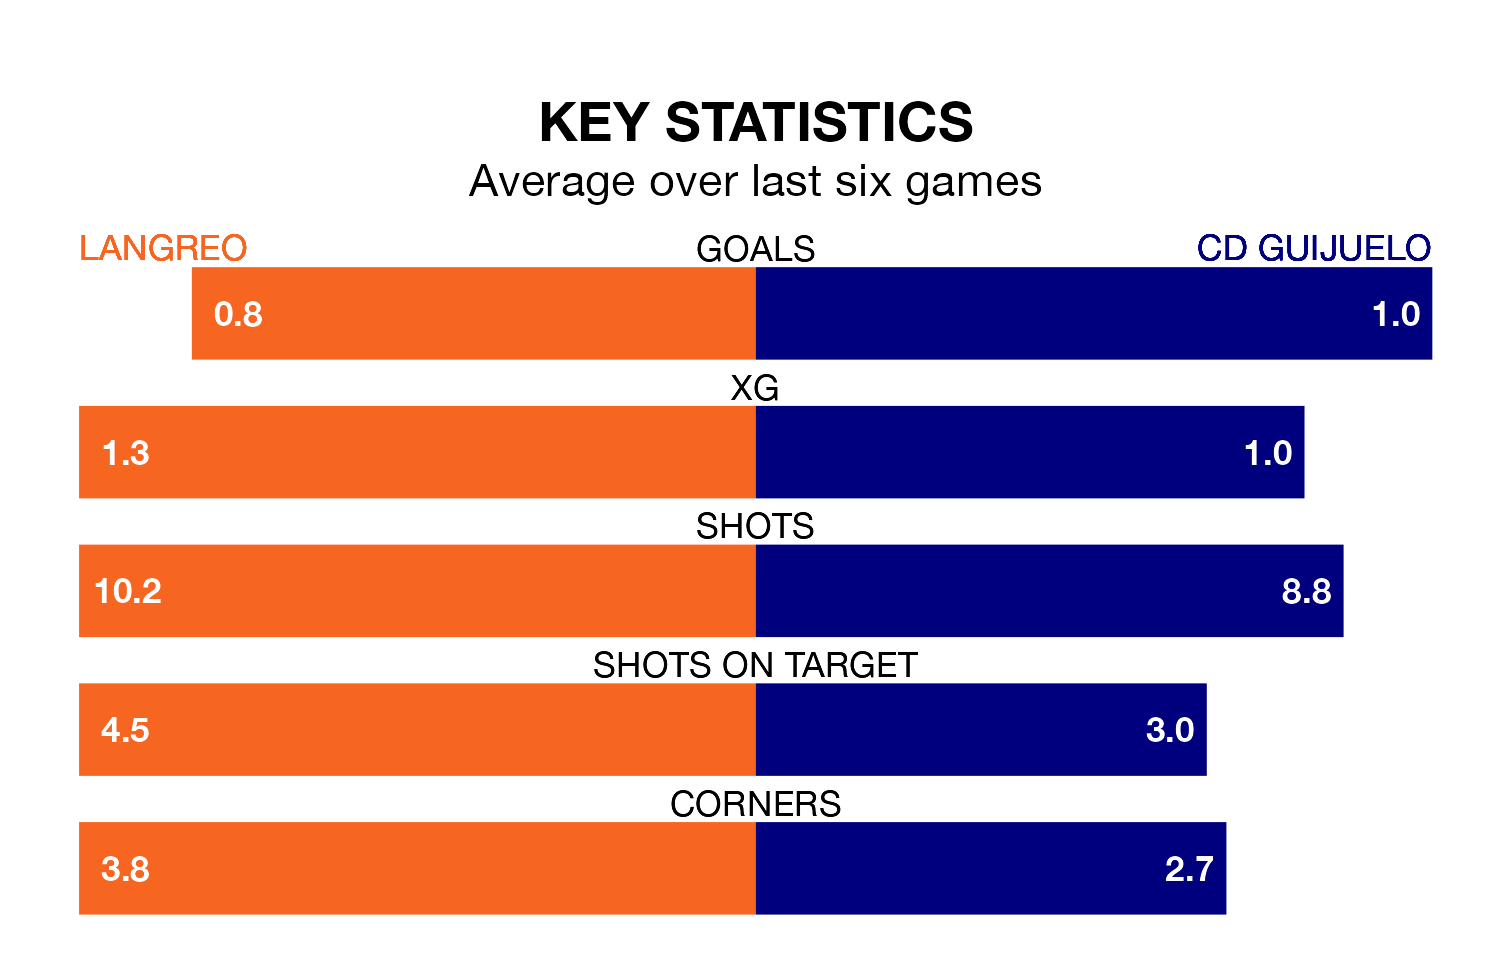 KEY STATISTICS
Average over last six games
LANGREO GOALS CD GUIJUELO
0.8 1.0
XG
1.3 1.0
SHOTS
10.2 8.8
SHOTS ON TARGET
4.5 3.0
CORNERS
3.8 2.7